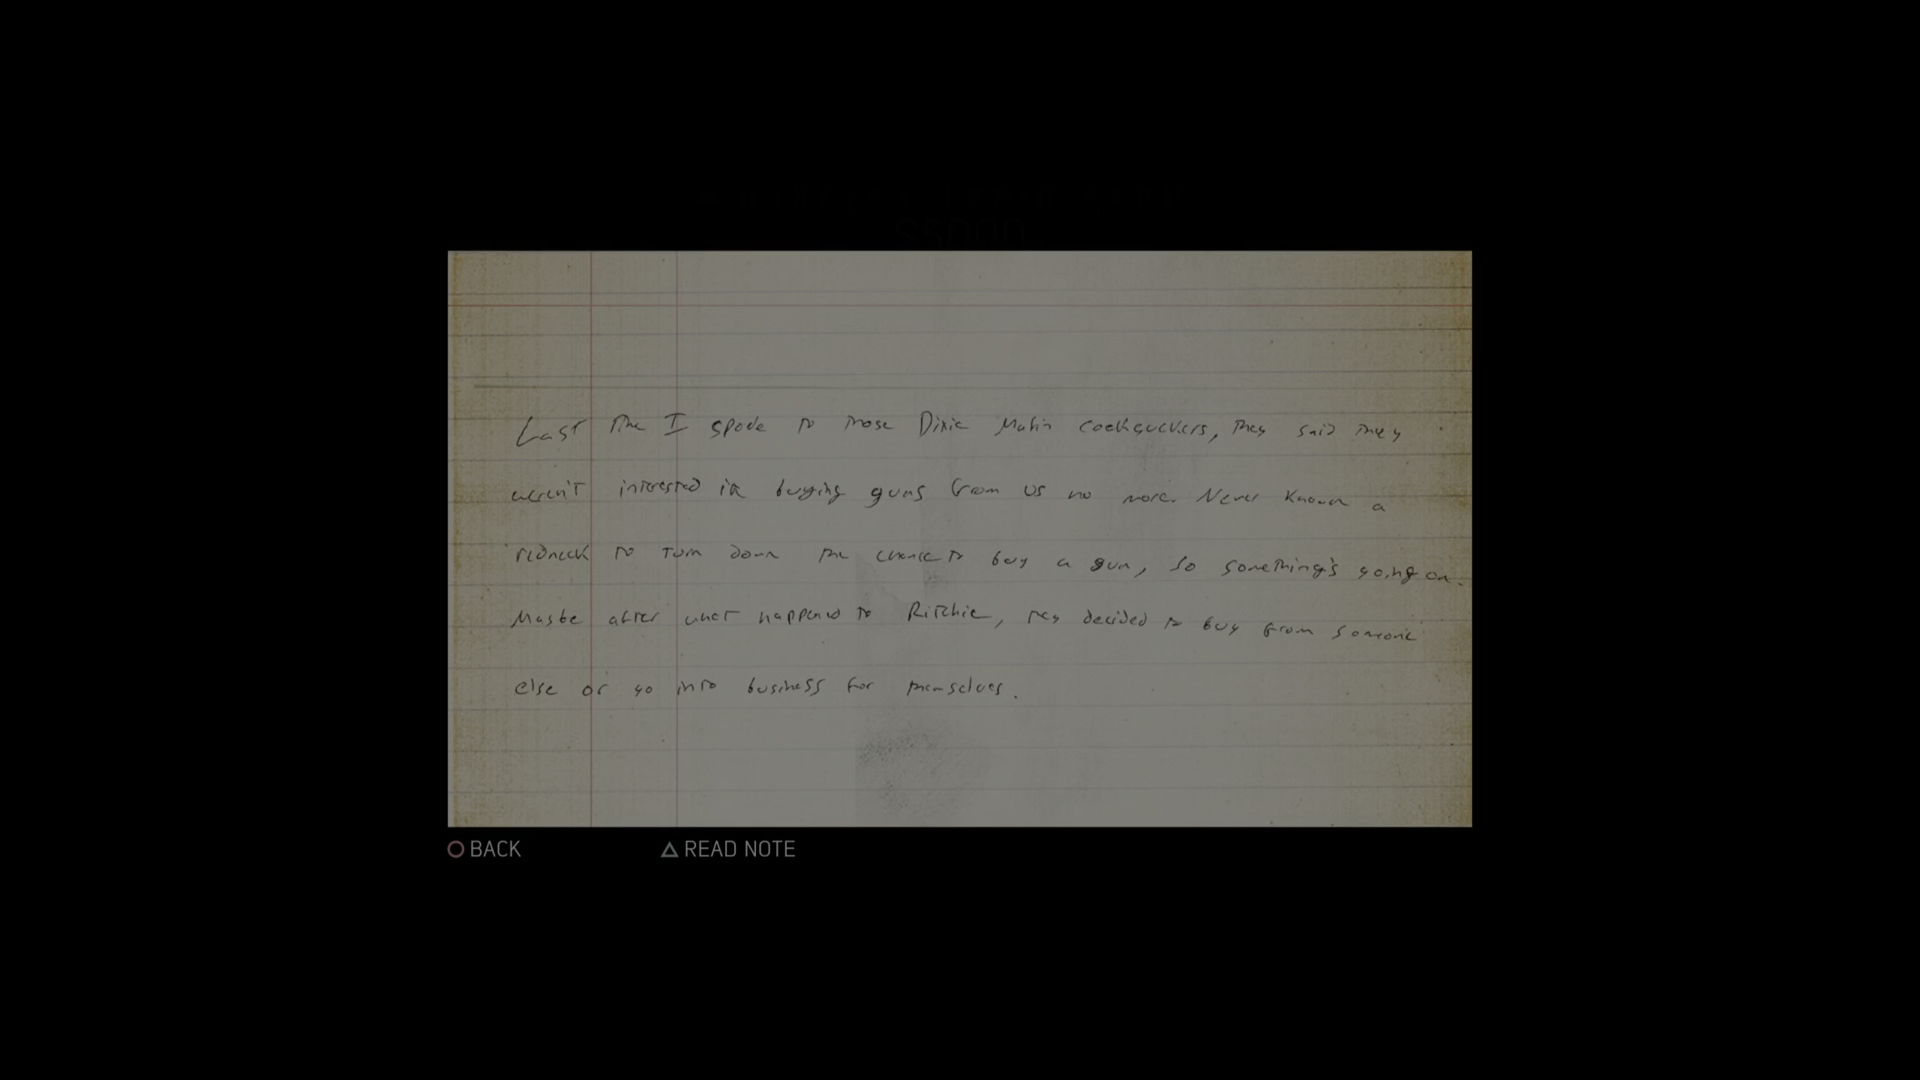 $5000
Last time I spoke to those Dixie Mafia cocksuckers, they said they
weren't interested in buying guns from us no more. Never known a
redneck to turn down the chance to buy a gun, so something's going on.
Maybe after what happened to Ritchie, they decided to buy from someone
else or go into business for themselves.
BACK
READ NOTE